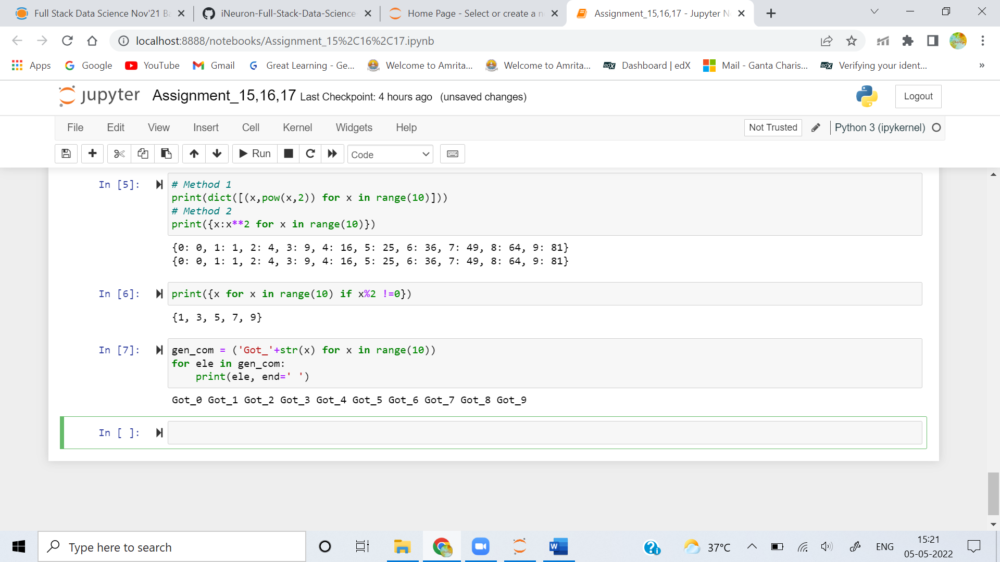 Full Stack Data Science Nov'21 Ba
iNeuron-Full-Stack-Data-Science-
Home Page - Select or create a n
Assignment_15,16,17 - Jupyter N
localhost:8888/notebooks/Assignment_15%2C16%2C17.ipynb
Apps Google YouTube Gmail Great Learning - Ge... Welcome to Amrita... Welcome to Amrita... edX Dashboard | edX Mail - Ganta Charis... edX Verifying your ident... »
jupyter Assignment_15,16,17 Last Checkpoint: 4 hours ago (unsaved changes) Logout
File Edit View Insert Cell Kernel Widgets Help Not Trusted Python 3 (ipykernel)
Run Code
In [5]: # Method 1
print(dict([(x,pow(x,2)) for x in range(10)]))
# Method 2
print({x:x**2 for x in range(10)})
{0: 0, 1: 1, 2: 4, 3: 9, 4: 16, 5: 25, 6: 36, 7: 49, 8: 64, 9: 81}
{0: 0, 1: 1, 2: 4, 3: 9, 4: 16, 5: 25, 6: 36, 7: 49, 8: 64, 9: 81}
In [6]: print({x for x in range(10) if x%2 !=0})
{1, 3, 5, 7, 9}
In [7]: gen_com = ('Got_'+str(x) for x in range(10))
for ele in gen_com:
    print(ele, end=' ')
Got_0 Got_1 Got_2 Got_3 Got_4 Got_5 Got_6 Got_7 Got_8 Got_9
In [ ]:
Type here to search
37°C
ENG
15:21
05-05-2022